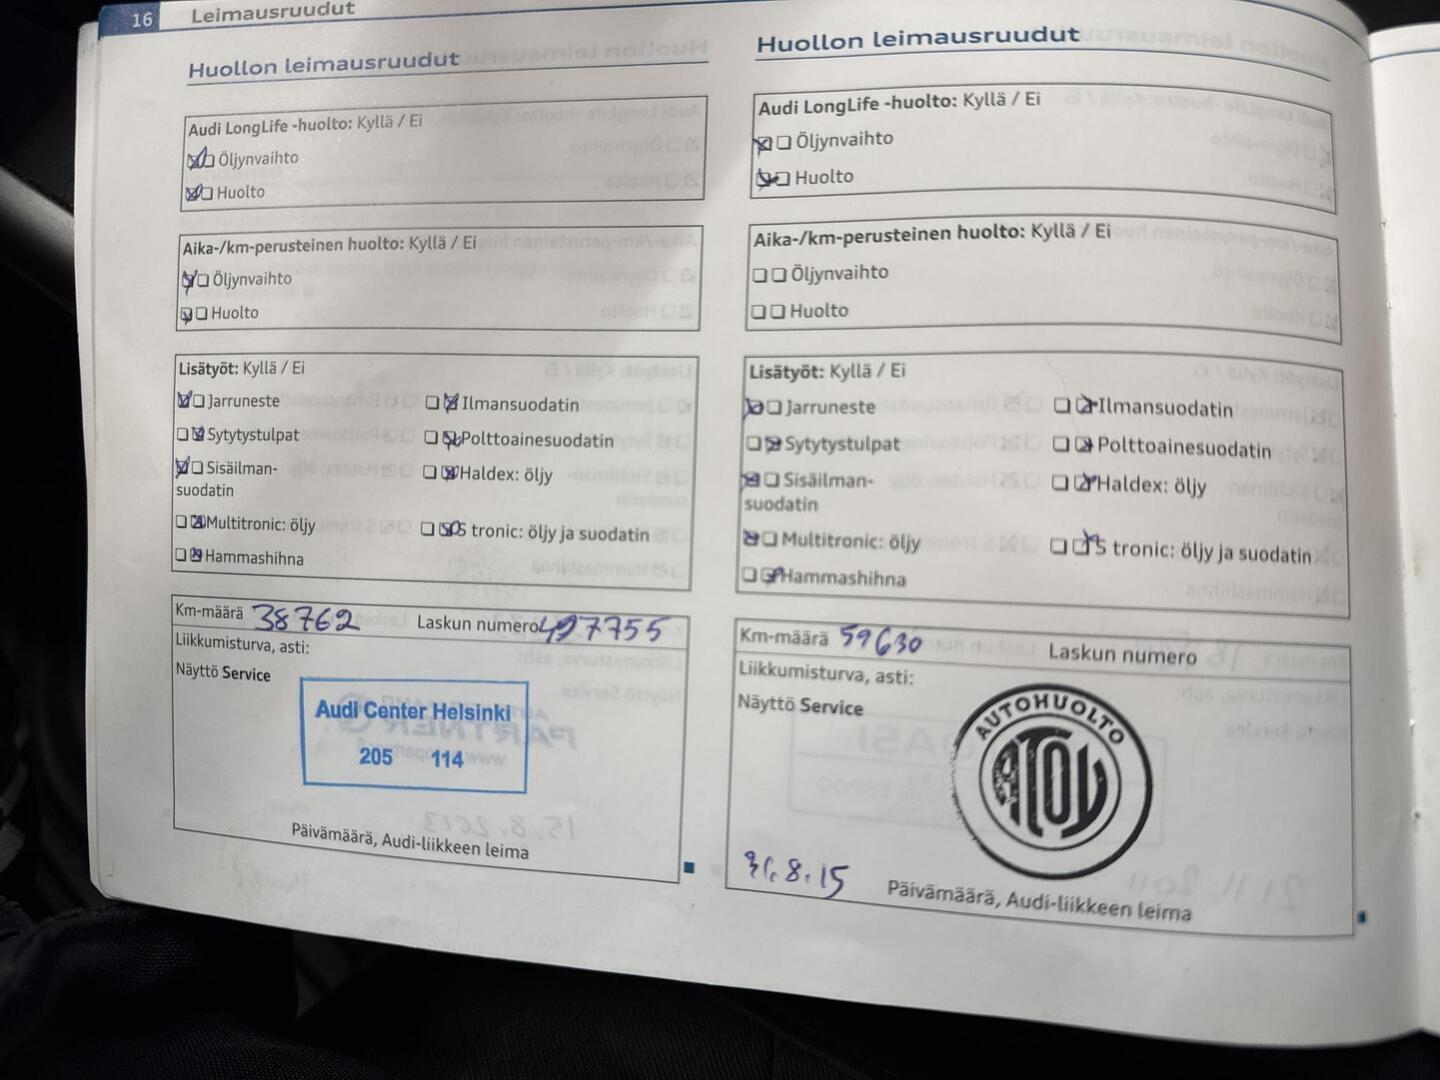 16 Leimausruudut
Huollon leimausruudut
Audi LongLife -huolto: Kyllä / Ei
Öljynvaihto
Huolto
Aika-/km-perusteinen huolto: Kyllä / Ei
Öljynvaihto
Huolto
Lisätyöt: Kyllä / Ei
Jarruneste
Ilmansuodatin
Sytytystulpat
Polttoainesuodatin
Sisäilman-
suodatin
Haldex: öljy
Multitronic: öljy
S tronic: öljy ja suodatin
Hammashihna
Km-määrä 38762 Laskun numero 497755
Liikkumisturva, asti:
Näyttö Service
Audi Center Helsinki
205 114
Päivämäärä, Audi-liikkeen leima
Huollon leimausruudut
Audi LongLife -huolto: Kyllä / Ei
Öljynvaihto
Huolto
Aika-/km-perusteinen huolto: Kyllä / Ei
Öljynvaihto
Huolto
Lisätyöt: Kyllä / Ei
Jarruneste
Ilmansuodatin
Sytytystulpat
Polttoainesuodatin
Sisäilman-
suodatin
Haldex: öljy
Multitronic: öljy
S tronic: öljy ja suodatin
Hammashihna
Km-määrä 59630 Laskun numero
Liikkumisturva, asti:
Näyttö Service
AUTOHUOLTO
ATOY
31.8.15
Päivämäärä, Audi-liikkeen leima